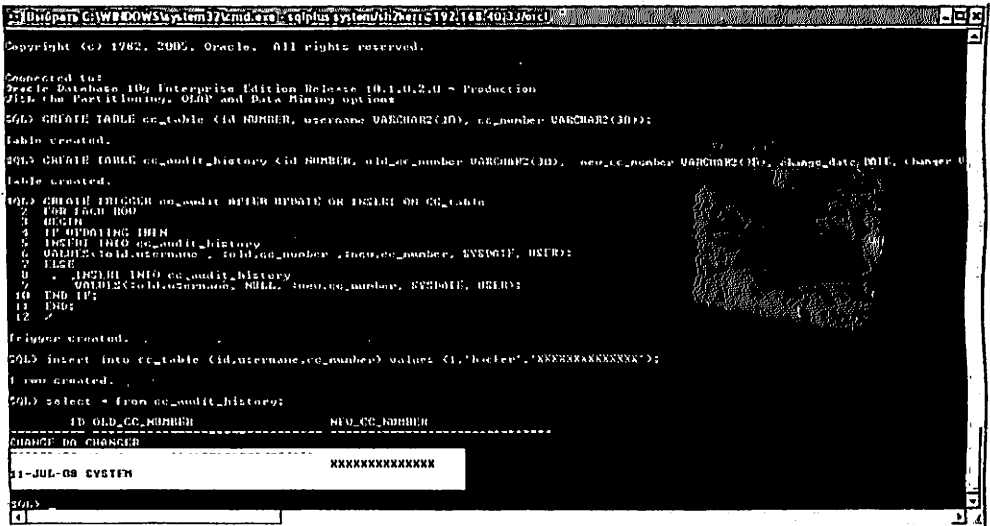 C:\WINDOWS\system32\cmd.exe - sqlplus system/
Copyright (c) 1982, 2005, Oracle. All rights reserved.
Connected to:
Oracle Database 10g Enterprise Edition Release 10.1.0.2.0 - Production
With the Partitioning, OLAP and Data Mining options
SQL> CREATE TABLE cc_table (id NUMBER, username VARCHAR2(30), cc_number VARCHAR2(30));
Table created.
SQL> CREATE TABLE cc_audit_history (id NUMBER, old_cc_number VARCHAR2(30), new_cc_number VARCHAR2(30), change_date DATE, changer V
Table created.
SQL> CREATE TRIGGER cc_audit AFTER UPDATE OR INSERT ON CC_table
2 FOR EACH ROW
3 BEGIN
4 IF UPDATING THEN
5 INSERT INTO cc_audit_history
6 VALUES(:old.username , :old.cc_number ,:new.cc_number, SYSDATE, USER);
7 ELSE
8 INSERT INTO cc_audit_history
9 VALUES(:old.username, NULL, :new.cc_number, SYSDATE, USER);
10 END IF;
11 END;
12 /
Trigger created.
SQL> insert into cc_table (id,username,cc_number) values (1,'hacker','XXXXXXXXXXXXXX');
1 row created.
SQL> select * from cc_audit_history;
ID OLD_CC_NUMBER NEW_CC_NUMBER
CHANGE_DA CHANGER
XXXXXXXXXXXXXX
11-JUL-08 SYSTEM
SQL>